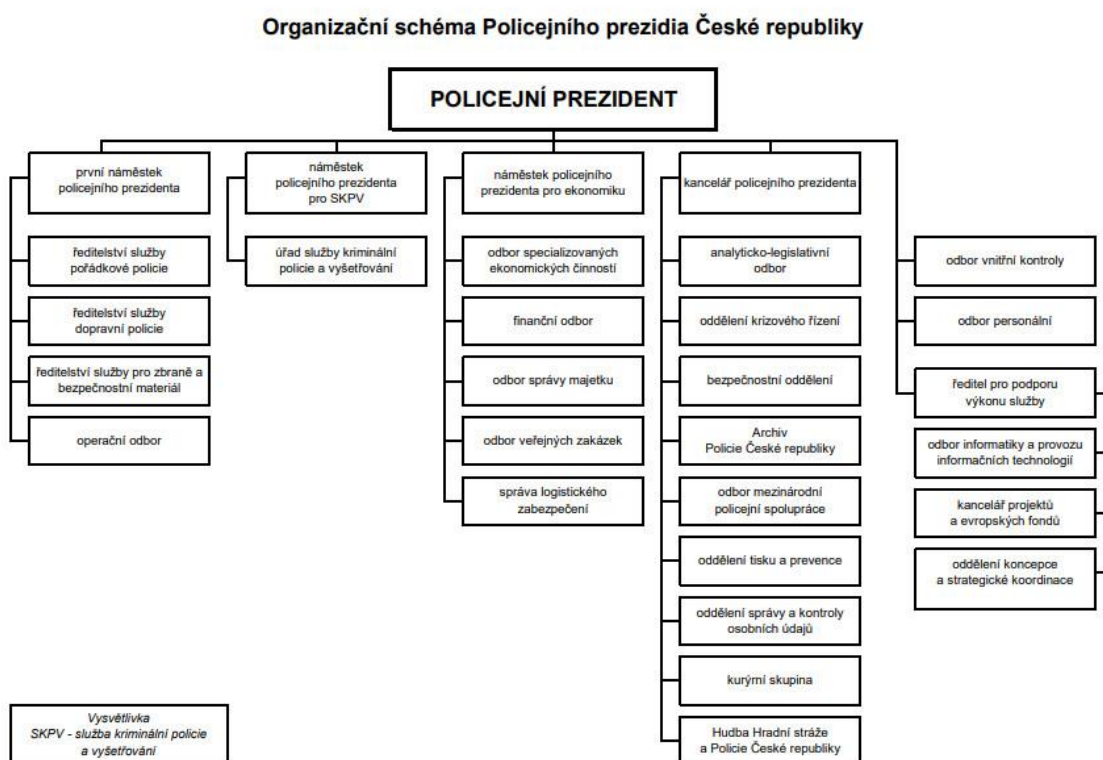 Organizační schéma Policejního prezidia České republiky
POLICEJNÍ PREZIDENT
první náměstek
policejního prezidenta
ředitelství služby
pořádkové policie
ředitelství služby
dopravní policie
ředitelství služby pro zbraně a
bezpečnostní materiál
operační odbor
náměstek
policejního prezidenta
pro SKPV
úřad služby kriminální
policie a vyšetřování
náměstek policejního
prezidenta pro ekonomiku
odbor specializovaných
ekonomických činností
finanční odbor
odbor správy majetku
odbor veřejných zakázek
správa logistického
zabezpečení
kancelář policejního prezidenta
analyticko-legislativní
odbor
oddělení krizového řízení
bezpečnostní oddělení
Archiv
Policie České republiky
odbor mezinárodní
policejní spolupráce
oddělení tisku a prevence
oddělení správy a kontroly
osobních údajů
kurýrní skupina
Hudba Hradní stráže
a Policie České republiky
odbor vnitřní kontroly
odbor personální
ředitel pro podporu
výkonu služby
odbor informatiky a provozu
informačních technologií
kancelář projektů
a evropských fondů
oddělení koncepce
a strategické koordinace
Vysvětlivka
SKPV - služba kriminální policie
a vyšetřování